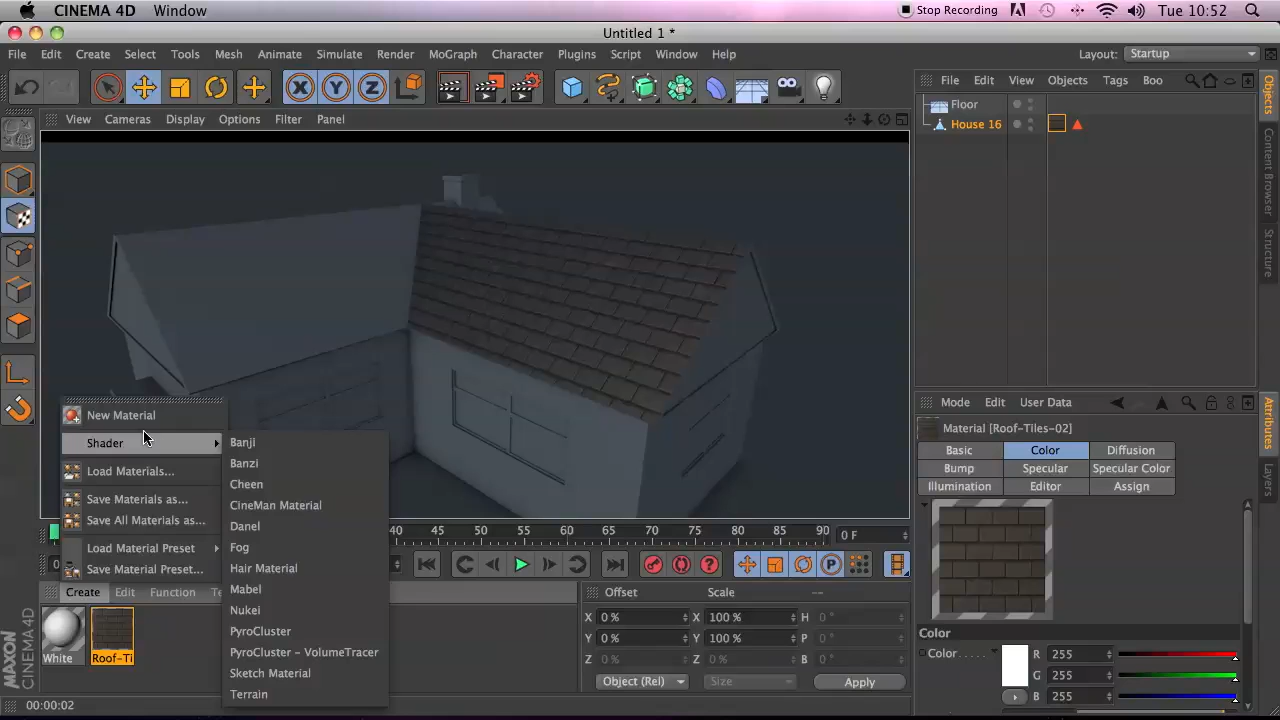 CINEMA 4D Window Stop Recording Tue 10:52
Untitled 1 *
File Edit Create Select Tools Mesh Animate Simulate Render MoGraph Character Plugins Script Window Help Layout: Startup
File Edit View Objects Tags Boo
View Cameras Display Options Filter Panel
Floor
House 16
Objects
Content Browser
Structure
Mode Edit User Data
Material [Roof-Tiles-02]
Basic Color Diffusion
Bump Specular Specular Color
Illumination Editor Assign
Attributes
Layers
New Material
Shader
Load Materials...
Save Materials as...
Save All Materials as...
Load Material Preset
Save Material Preset...
Banji
Banzi
Cheen
CineMan Material
Danel
Fog
Hair Material
Mabel
Nukei
PyroCluster
PyroCluster - VolumeTracer
Sketch Material
Terrain
40 45 50 55 60 65 70 75 80 85 90 0 F
Create Edit Function
White Roof-Ti
Offset Scale --
X 0 % X 100 % H 0 °
Y 0 % Y 100 % P 0 °
Z 0 % Z 0 % B 0 °
Object (Rel) Size Apply
Color
Color R 255
G 255
B 255
MAXON
CINEMA 4D
00:00:02